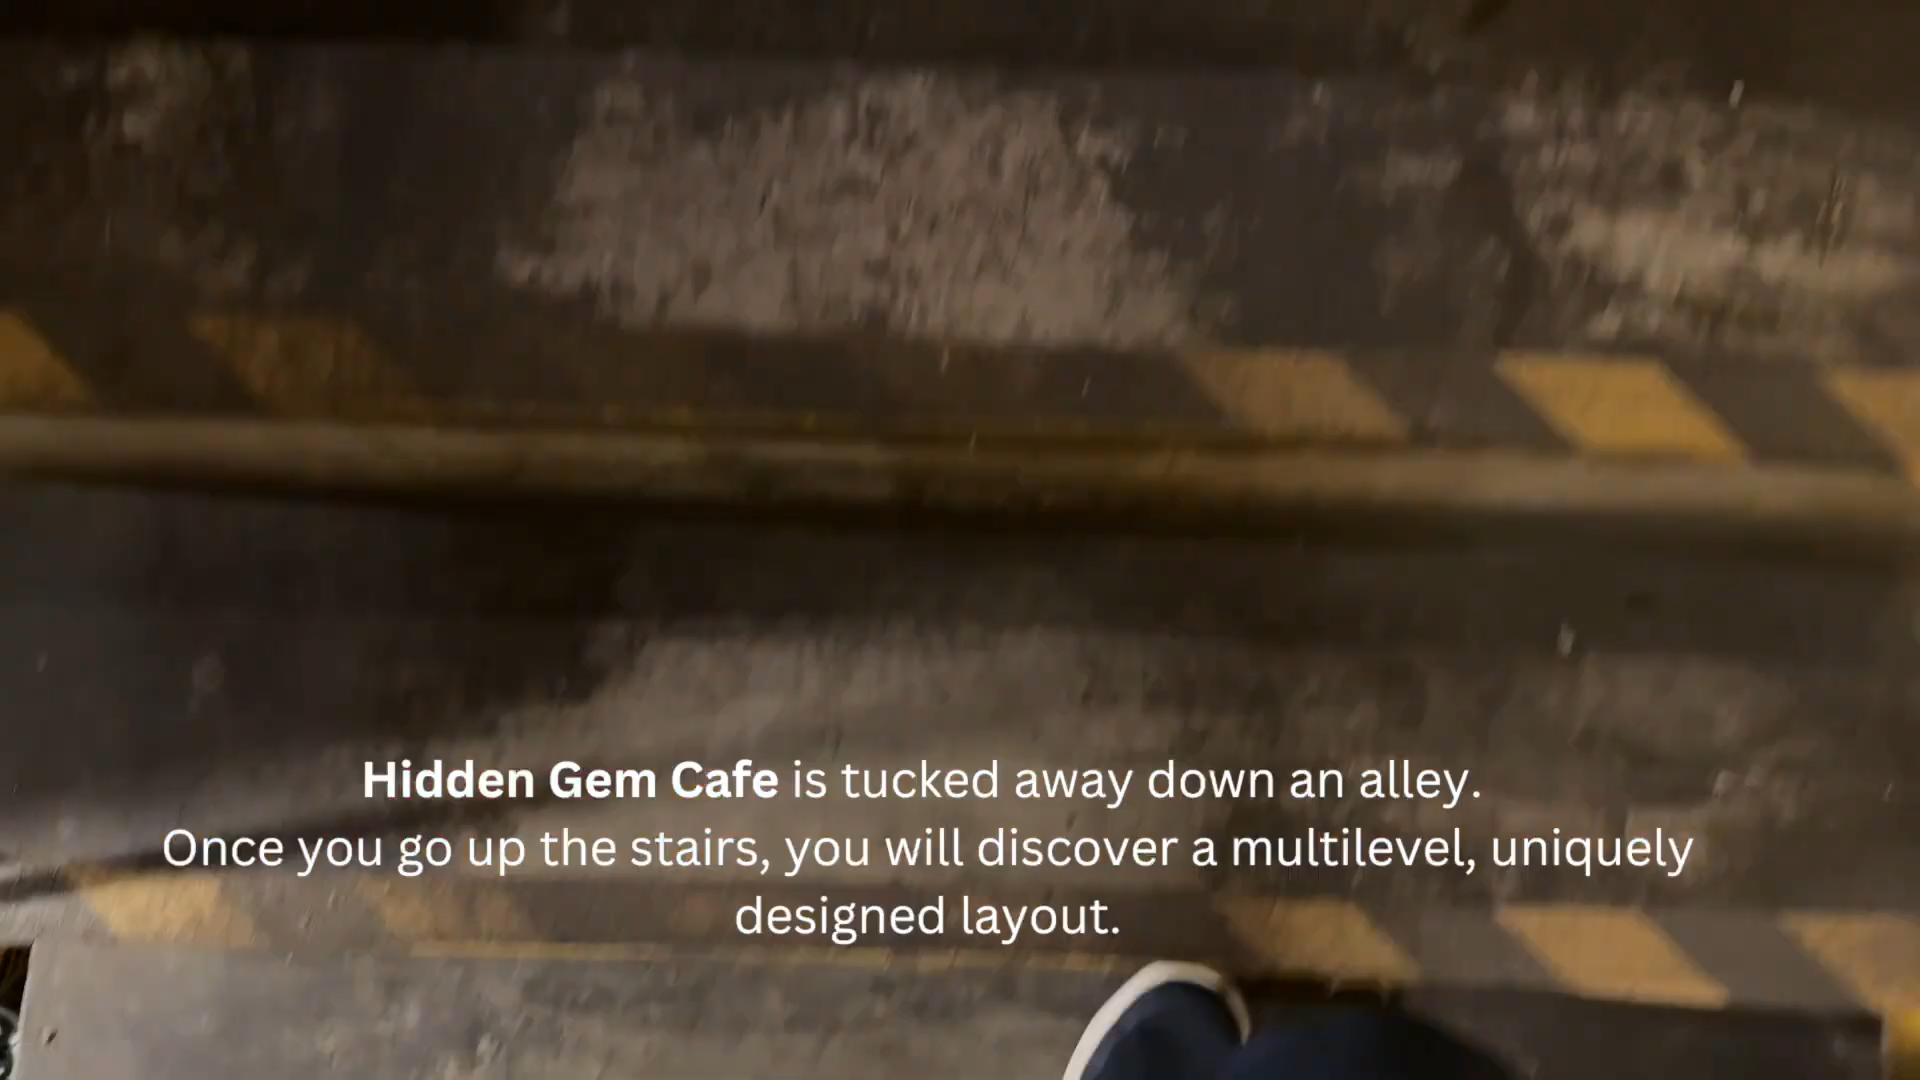 Hidden Gem Cafe is tucked away down an alley.
Once you go up the stairs, you will discover a multilevel, uniquely
designed layout.